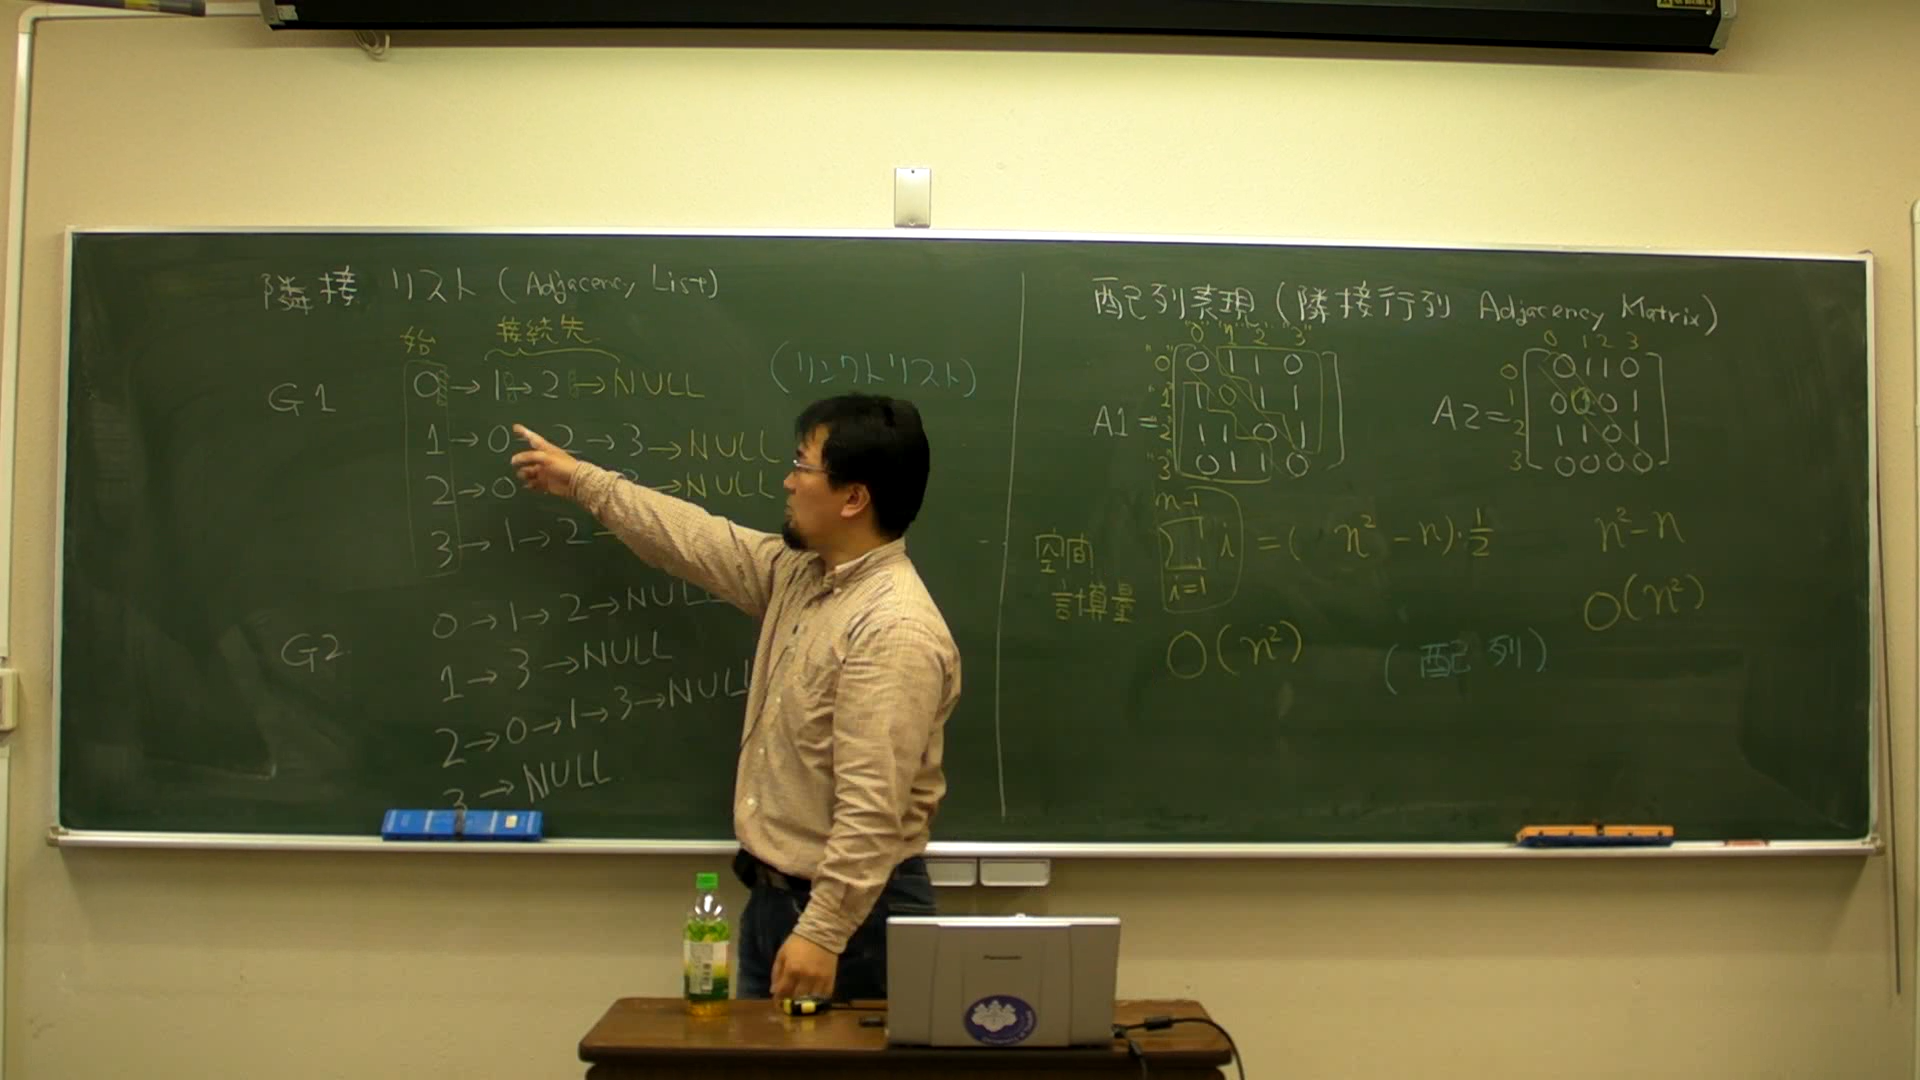 隣接リスト (Adjacency List)
始 接続先
(リンクトリスト)
G1
0→1→2→NULL
1→0→2→3→NULL
2→0 3→NULL
3→1→2→
G2
0→1→2→NULL
1→3→NULL
2→0→1→3→NULL
3→NULL
配列表現 (隣接行列 Adjacency Matrix)
"0" "1" "2" "3"
"0" 0 1 1 0
"1" 1 0 1 1
A1=
"2" 1 1 0 1
"3" 0 1 1 0
0 1 2 3
0 0 1 1 0
1 0 0 0 1
A2=
2 1 1 0 1
3 0 0 0 0
空間計算量
n-1 Σ i=1 i = ( n² - n)·1/2
O(n²)
(配列)
n²-n
O(n²)
Panasonic